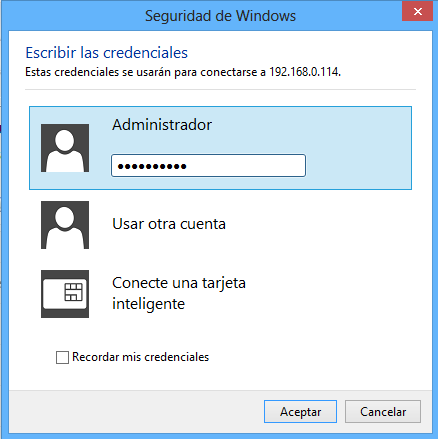 Seguridad de Windows
Escribir las credenciales
Estas credenciales se usarán para conectarse a 192.168.0.114.
Administrador
••••••••••
Usar otra cuenta
Conecte una tarjeta
inteligente
Recordar mis credenciales
Aceptar
Cancelar